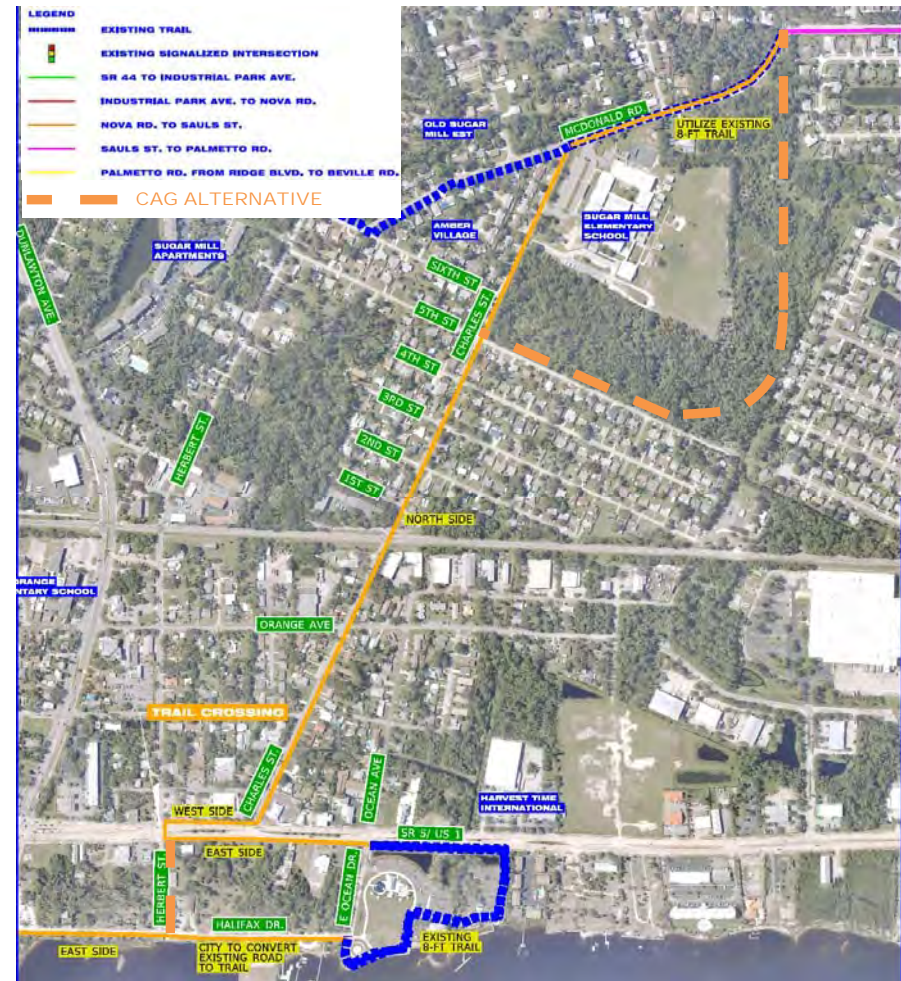 LEGEND
EXISTING TRAIL
EXISTING SIGNALIZED INTERSECTION
SR 44 TO INDUSTRIAL PARK AVE.
INDUSTRIAL PARK AVE. TO NOVA RD.
NOVA RD. TO SAULS ST.
SAULS ST. TO PALMETTO RD.
PALMETTO RD. FROM RIDGE BLVD. TO BEVILLE RD.
CAG ALTERNATIVE
OLD SUGAR
MILL EST
MCDONALD RD.
UTILIZE EXISTING
8-FT TRAIL
SUGAR MILL
ELEMENTARY
SCHOOL
AMBER
VILLAGE
SUGAR MILL
APARTMENTS
DUNLAWTON AVE
SIXTH ST
5TH ST
CHARLES ST.
4TH ST
3RD ST
2ND ST
1ST ST
HERBERT ST.
NORTH SIDE
ORANGE
NTARY SCHOOL
ORANGE AVE
TRAIL CROSSING
CHARLES ST.
OCEAN AVE
HARVEST TIME
INTERNATIONAL
WEST SIDE
SR 5/ US 1
EAST SIDE
HERBERT ST.
E OCEAN DR.
HALIFAX DR.
EAST SIDE
CITY TO CONVERT
EXISTING ROAD
TO TRAIL
EXISTING
8-FT TRAIL